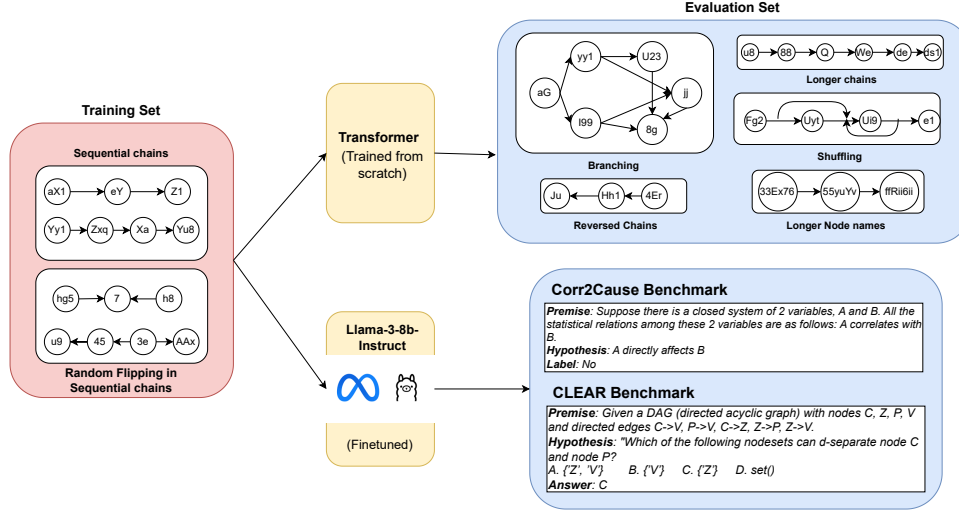 Training Set
Sequential chains
aX1
eY
Z1
Yy1
Zxq
Xa
Yu8
hg5
7
h8
u9
45
3e
AAx
Random Flipping in
Sequential chains
Transformer
(Trained from
scratch)
Llama-3-8b-
Instruct
(Finetuned)
Evaluation Set
aG
yy1
U23
l99
jj
8g
Branching
Ju
Hh1
4Er
Reversed Chains
u8
88
Q
We
de
ds1
Longer chains
Fg2
Uyt
Ui9
e1
Shuffling
33Ex76
55yuYv
ffRii6ii
Longer Node names
Corr2Cause Benchmark
Premise: Suppose there is a closed system of 2 variables, A and B. All the
statistical relations among these 2 variables are as follows: A correlates with
B.
Hypothesis: A directly affects B
Label: No
CLEAR Benchmark
Premise: Given a DAG (directed acyclic graph) with nodes C, Z, P, V
and directed edges C->V, P->V, C->Z, Z->P, Z->V.
Hypothesis: "Which of the following nodesets can d-separate node C
and node P?
A. {'Z', 'V'} B. {'V'} C. {'Z'} D. set()
Answer: C